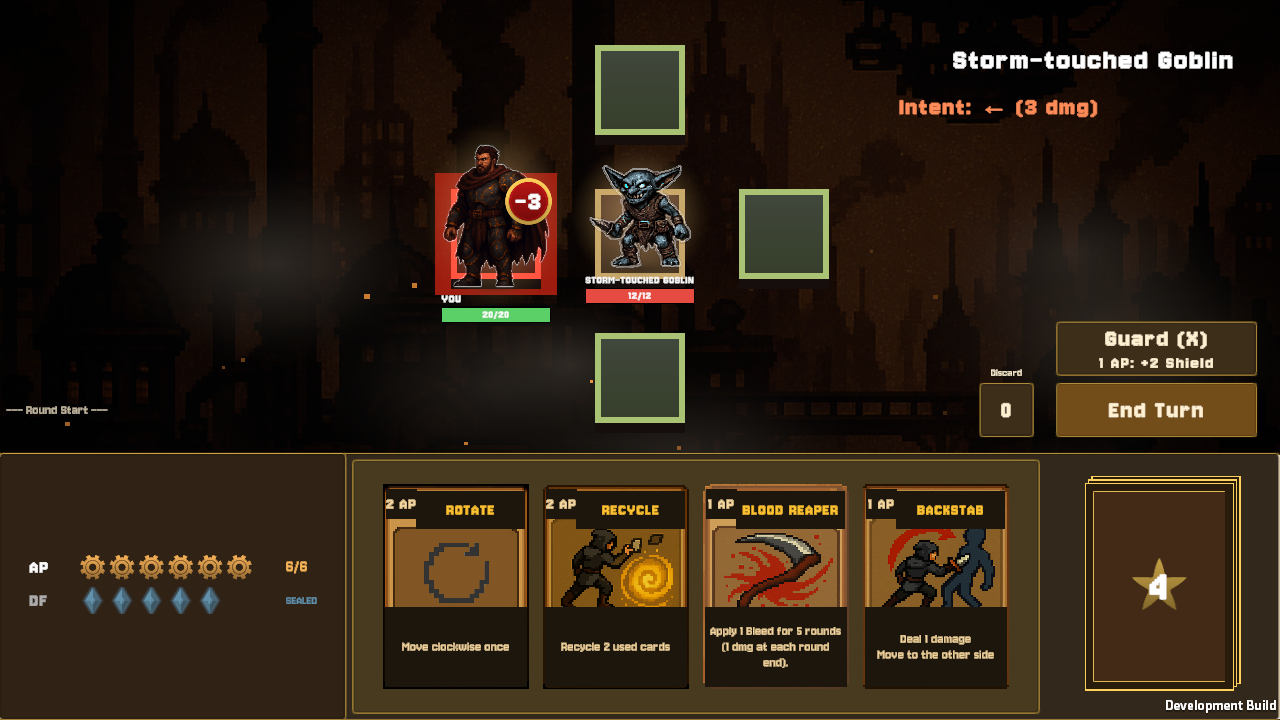 Storm-touched Goblin
Intent: ← (3 dmg)
-3
STORM-TOUCHED GOBLIN
12/12
YOU
20/20
Guard (X)
1 AP: +2 Shield
Discard
0
End Turn
--- Round Start ---
AP
6/6
DF
SEALED
2 AP
ROTATE
Move clockwise once
2 AP
RECYCLE
Recycle 2 used cards
1 AP
BLOOD REAPER
Apply 1 Bleed for 5 rounds
(1 dmg at each round
end).
1 AP
BACKSTAB
Deal 1 damage
Move to the other side
4
Development Build